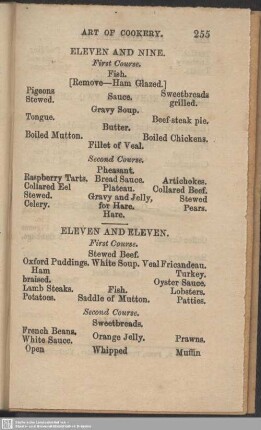 ART OF COOKERY. 255
ELEVEN AND NINE.
First Course.
Fish.
[Remove—Ham Glazed.]
Pigeons Sweetbreads
Stewed. Sauce. grilled.
Gravy Soup.
Tongue. Beef-steak pie.
Butter.
Boiled Mutton. Boiled Chickens.
Fillet of Veal.
Second Course.
Pheasant.
Raspberry Tarts, Bread Sauce. Artichokes.
Collared Eel Plateau. Collared Beef.
Stewed. Gravy and Jelly, Stewed
Celery. for Hare. Pears.
Hare.
ELEVEN AND ELEVEN.
First Course.
Stewed Beef.
Oxford Puddings. White Soup. Veal Fricandeau.
Ham Turkey.
braised. Oyster Sauce.
Lamb Steaks. Fish. Lobsters.
Potatoes. Saddle of Mutton. Patties.
Second Course.
Sweetbreads.
French Beans.
White Sauce. Orange Jelly. Prawns.
Open Whipped Muffin